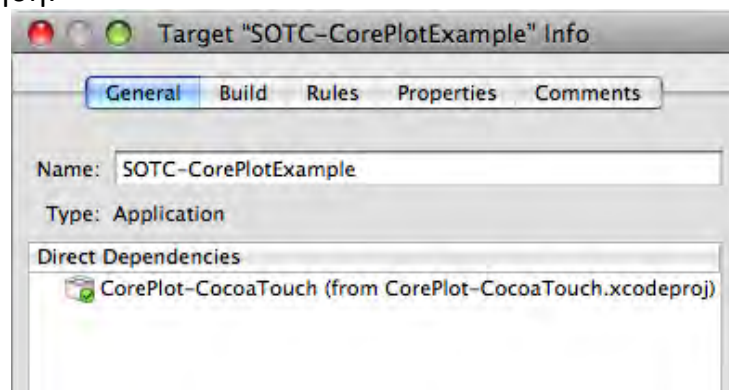 Target "SOTC-CorePlotExample" Info
General Build Rules Properties Comments
Name: SOTC-CorePlotExample
Type: Application
Direct Dependencies
CorePlot-CocoaTouch (from CorePlot-CocoaTouch.xcodeproj)